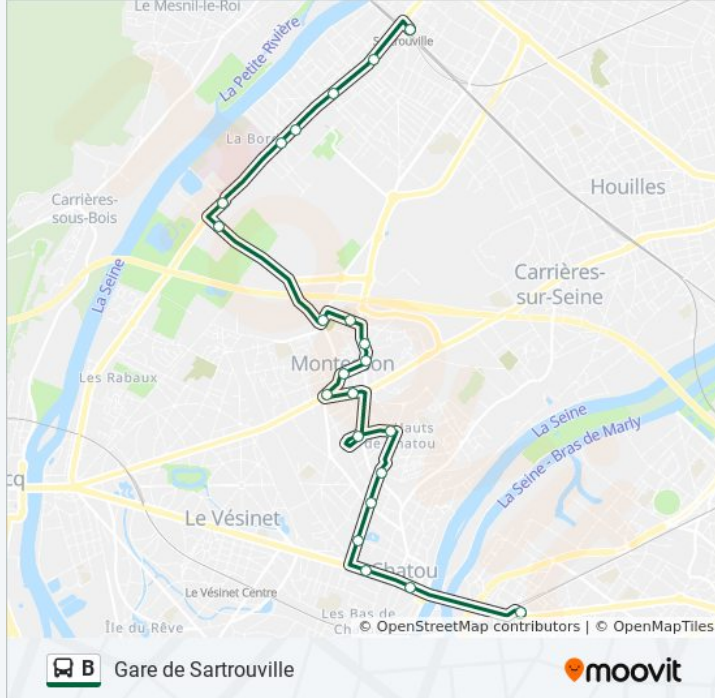 Le Mesnil-le-Roi
La Petite Rivière
Sartrouville
La Borde
Houilles
Carrières-
sous-Bois
Carrières-
sur-Seine
La Seine
Montesson
Les Rabaux
La Seine
Hauts
de Chatou
La Seine - Bras de Marly
cq
Le Vésinet
Chatou
Le Vésinet Centre
Les Bas de
Ch
Île du Rêve
© OpenStreetMap contributors | © OpenMapTiles
B Gare de Sartrouville
moovit